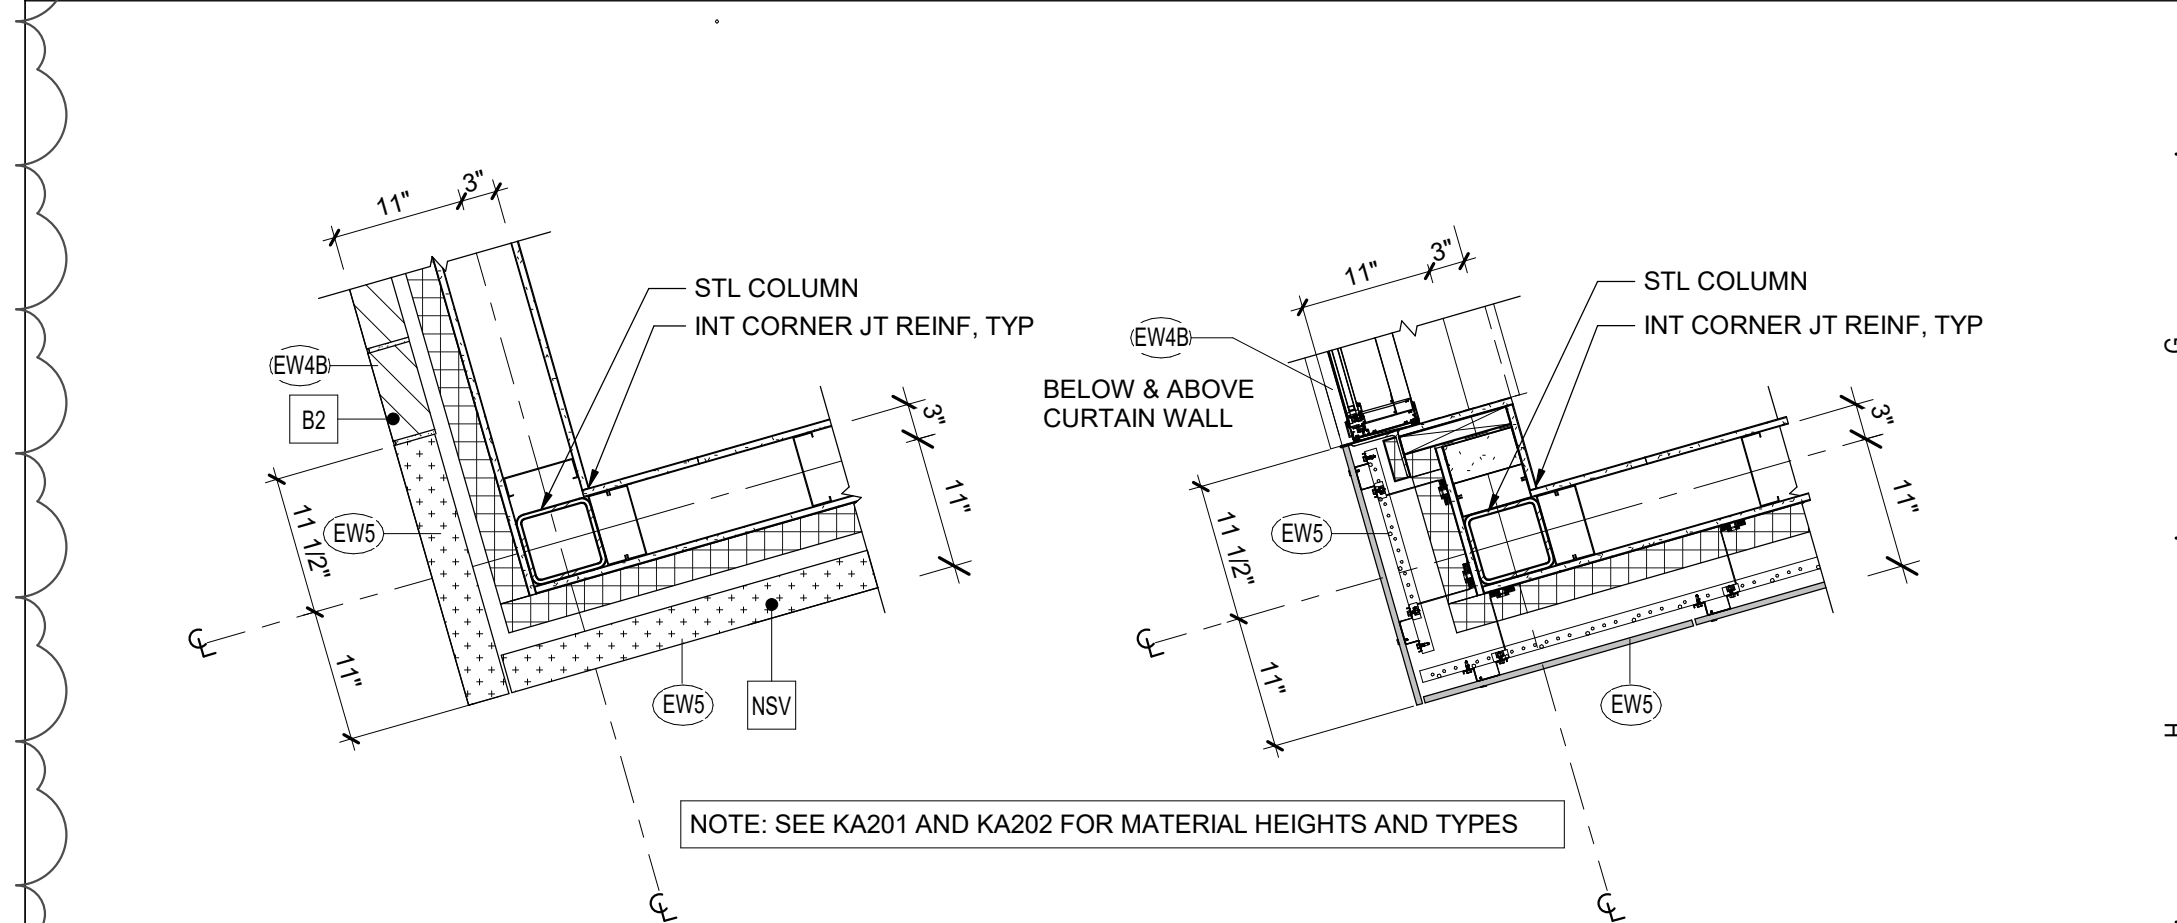 11"
3"
STL COLUMN
INT CORNER JT REINF, TYP
EW4B
B2
3"
11"
EW5
11 1/2"
11"
EW5
NSV
℄
℄
11"
3"
STL COLUMN
INT CORNER JT REINF, TYP
EW4B
BELOW & ABOVE
CURTAIN WALL
3"
11"
EW5
11 1/2"
11"
EW5
℄
℄
NOTE: SEE KA201 AND KA202 FOR MATERIAL HEIGHTS AND TYPES
H